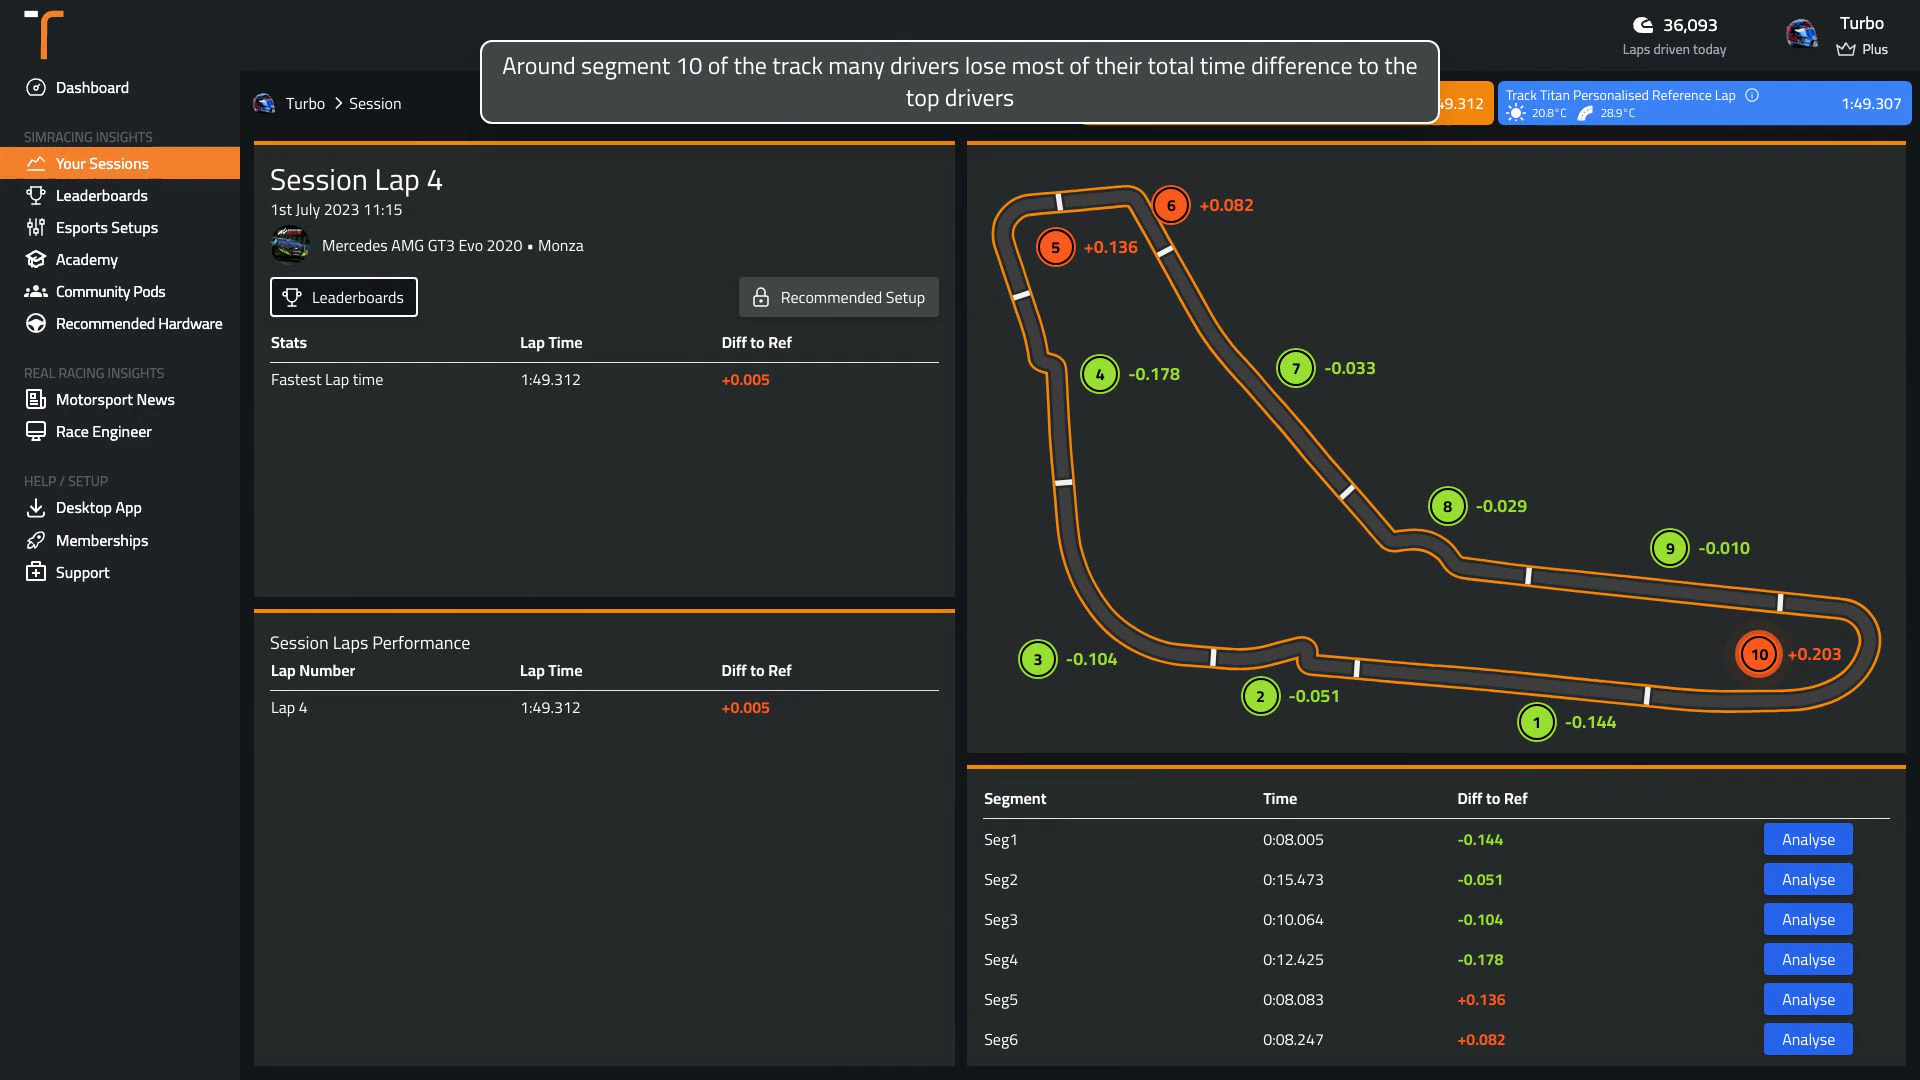 36,093
Laps driven today
Turbo
Plus
Around segment 10 of the track many drivers lose most of their total time difference to the
top drivers
Dashboard
SIMRACING INSIGHTS
Your Sessions
Leaderboards
Esports Setups
Academy
Community Pods
Recommended Hardware
REAL RACING INSIGHTS
Motorsport News
Race Engineer
HELP / SETUP
Desktop App
Memberships
Support
Turbo > Session
49.312
Track Titan Personalised Reference Lap
20.8°C 28.9°C
1:49.307
Session Lap 4
1st July 2023 11:15
Mercedes AMG GT3 Evo 2020 • Monza
Leaderboards
Recommended Setup
Stats Lap Time Diff to Ref
Fastest Lap time 1:49.312 +0.005
Session Laps Performance
Lap Number Lap Time Diff to Ref
Lap 4 1:49.312 +0.005
6 +0.082
5 +0.136
4 -0.178
7 -0.033
8 -0.029
9 -0.010
10 +0.203
3 -0.104
2 -0.051
1 -0.144
Segment Time Diff to Ref
Seg1 0:08.005 -0.144 Analyse
Seg2 0:15.473 -0.051 Analyse
Seg3 0:10.064 -0.104 Analyse
Seg4 0:12.425 -0.178 Analyse
Seg5 0:08.083 +0.136 Analyse
Seg6 0:08.247 +0.082 Analyse